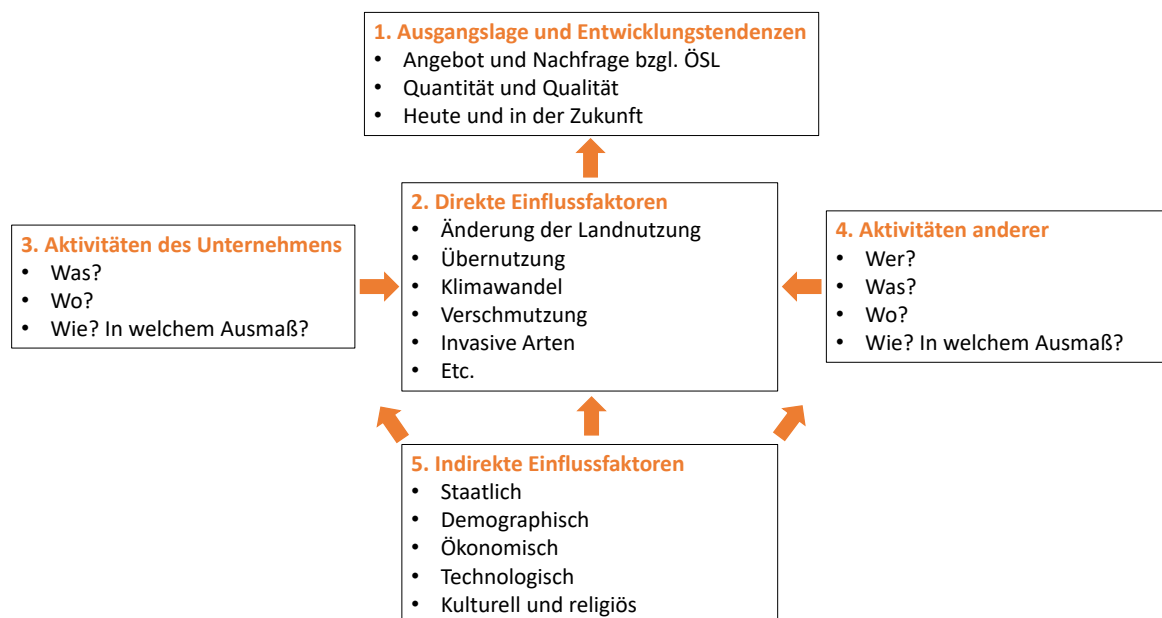 1. Ausgangslage und Entwicklungstendenzen
• Angebot und Nachfrage bzgl. ÖSL
• Quantität und Qualität
• Heute und in der Zukunft
2. Direkte Einflussfaktoren
• Änderung der Landnutzung
• Übernutzung
• Klimawandel
• Verschmutzung
• Invasive Arten
• Etc.
3. Aktivitäten des Unternehmens
• Was?
• Wo?
• Wie? In welchem Ausmaß?
4. Aktivitäten anderer
• Wer?
• Was?
• Wo?
• Wie? In welchem Ausmaß?
5. Indirekte Einflussfaktoren
• Staatlich
• Demographisch
• Ökonomisch
• Technologisch
• Kulturell und religiös